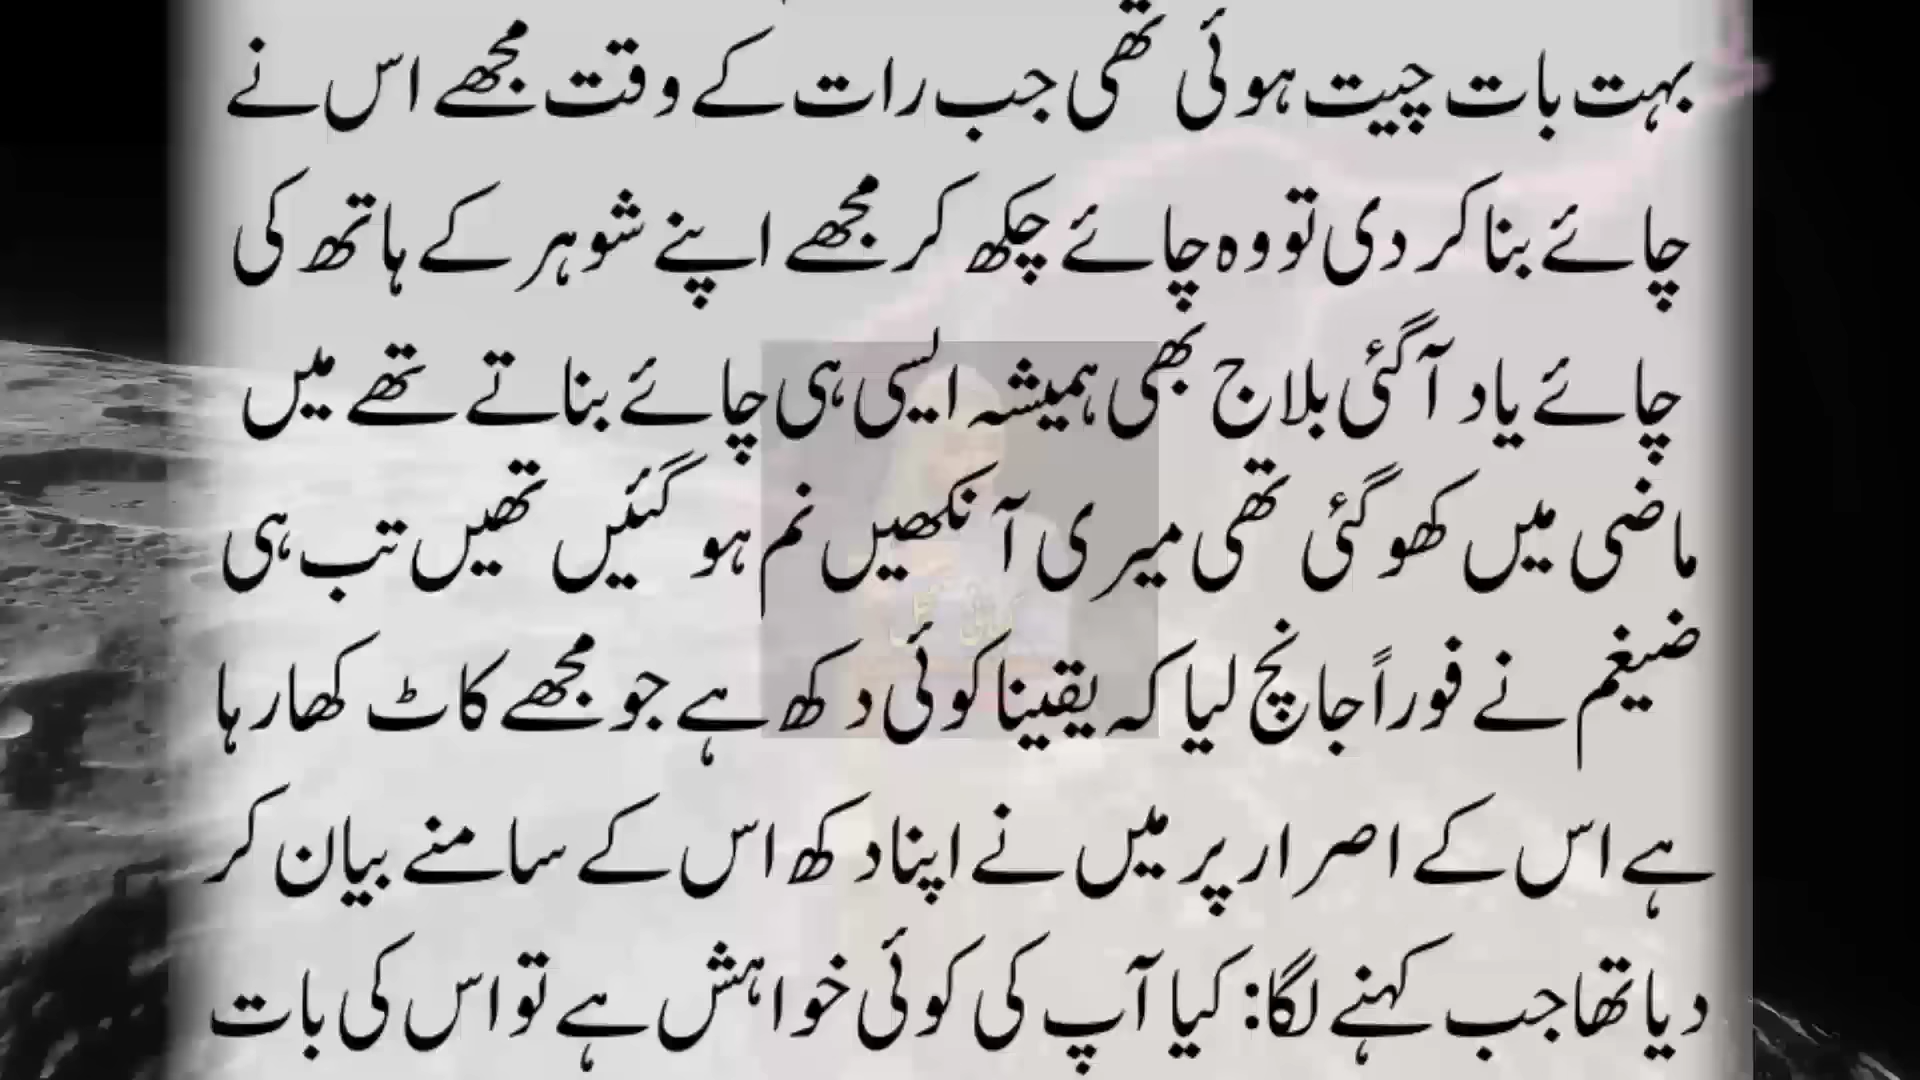 بہت بات چیت ہوئی تھی جب رات کے وقت مجھے اس نے
چائے بنا کر دی تو وہ چائے چکھ کر مجھے اپنے شوہر کے ہاتھ کی
چائے یاد آگئی بلاج بھی ہمیشہ ایسی ہی چائے بناتے تھے میں
ماضی میں کھو گئی تھی میری آنکھیں نم ہو گئیں تھیں تب ہی
ضیغم نے فوراً جانچ لیا کہ یقینا کوئی دکھ ہے جو مجھے کاٹ کھا رہا
ہے اس کے اصرار پر میں نے اپنا دکھ اس کے سامنے بیان کر
دیا تھا جب کہنے لگا: کیا آپ کی کوئی خواہش ہے تو اس کی بات